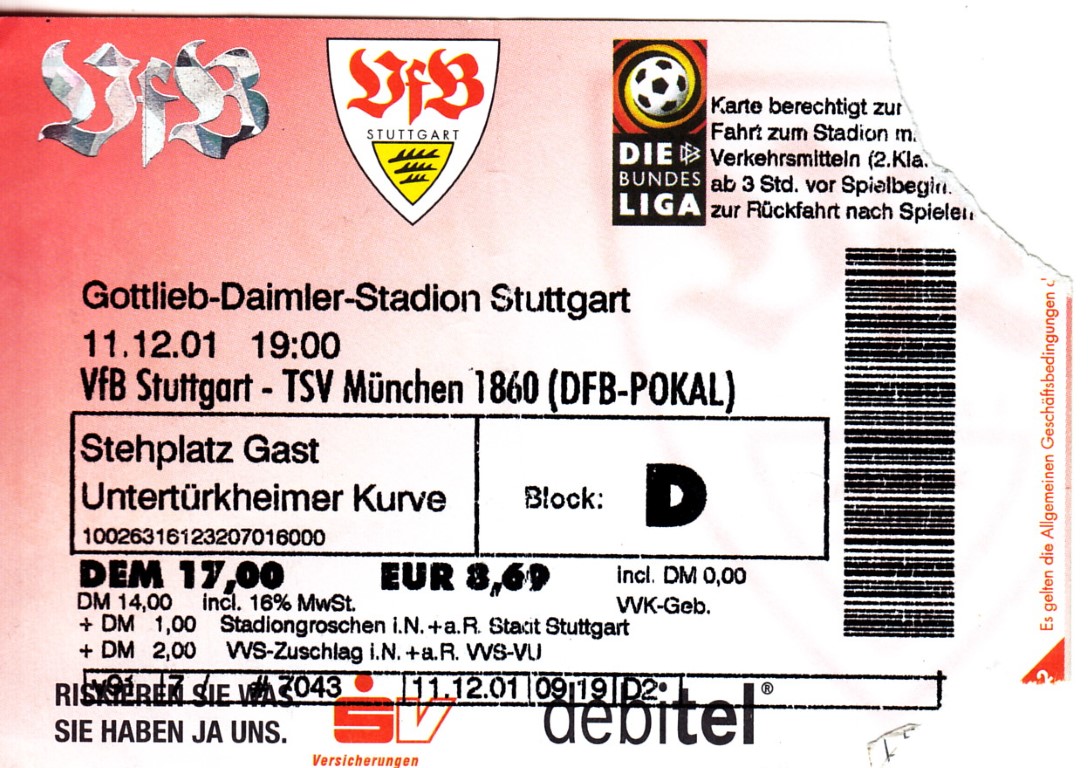 VfB
VfB
STUTTGART
DIE
BUNDES
LIGA
Karte berechtigt zur
Fahrt zum Stadion m.
Verkehrsmitteln (2.Kla.
ab 3 Std. vor Spielbegin.
zur Rückfahrt nach Spielen
Gottlieb-Daimler-Stadion Stuttgart
11.12.01 19:00
VfB Stuttgart - TSV München 1860 (DFB-POKAL)
Stehplatz Gast
Untertürkheimer Kurve
Block: D
10026316123207016000
DEM 17,00 EUR 8,69 incl. DM 0,00
DM 14,00 incl. 16% MwSt. VVK-Geb.
+ DM 1,00 Stadiongroschen i.N.+a.R. Stadt Stuttgart
+ DM 2,00 VVS-Zuschlag i.N.+a.R. VVS-VU
7 / #7043 11.12.01 09 19 D2
RISKIEREN SIE WAS.
SIE HABEN JA UNS.
SV
Versicherungen
debitel®
Es gelten die Allgemeinen Geschäftsbedingungen d